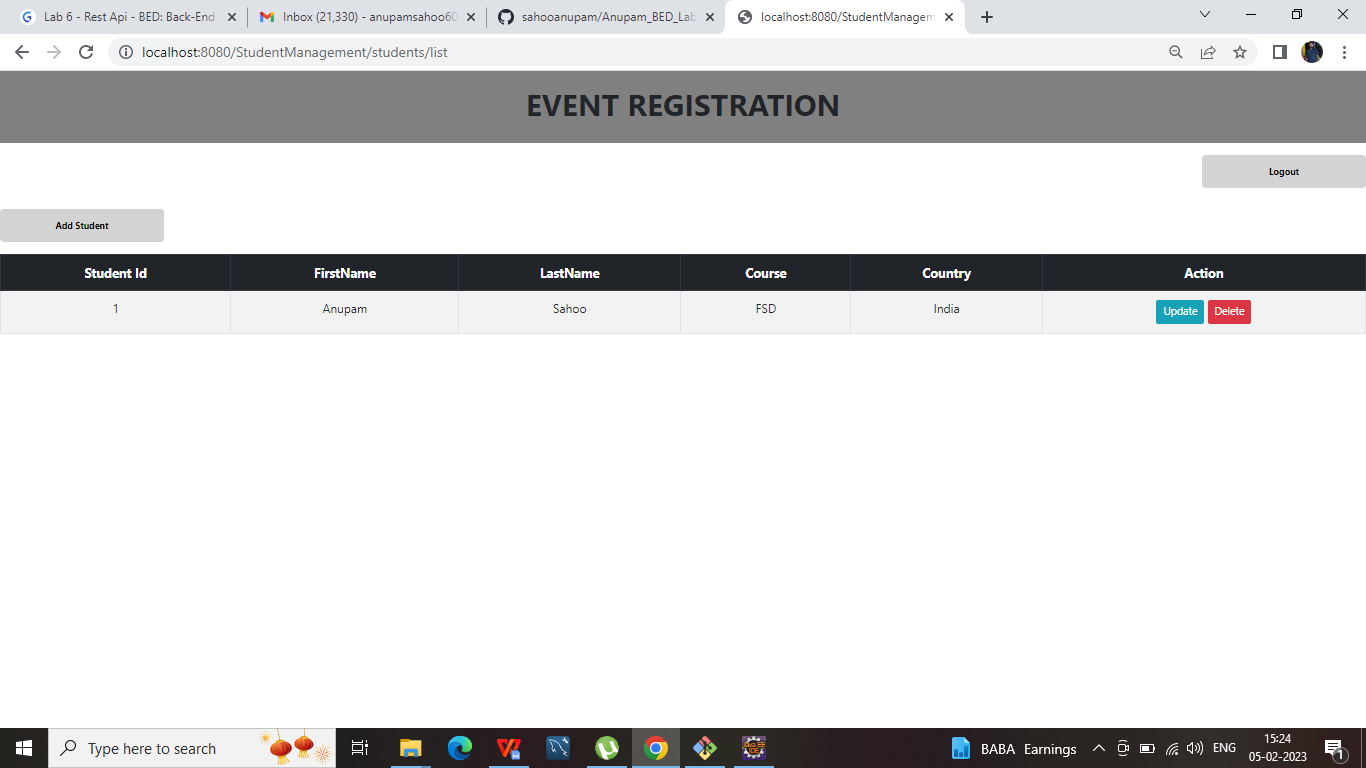 Lab 6 - Rest Api - BED: Back-End
Inbox (21,330) - anupamsahoo60
sahooanupam/Anupam_BED_Lab
localhost:8080/StudentManagem
localhost:8080/StudentManagement/students/list
EVENT REGISTRATION
Logout
Add Student
Student Id FirstName LastName Course Country Action
1 Anupam Sahoo FSD India Update Delete
Type here to search
BABA Earnings
ENG
15:24
05-02-2023
1